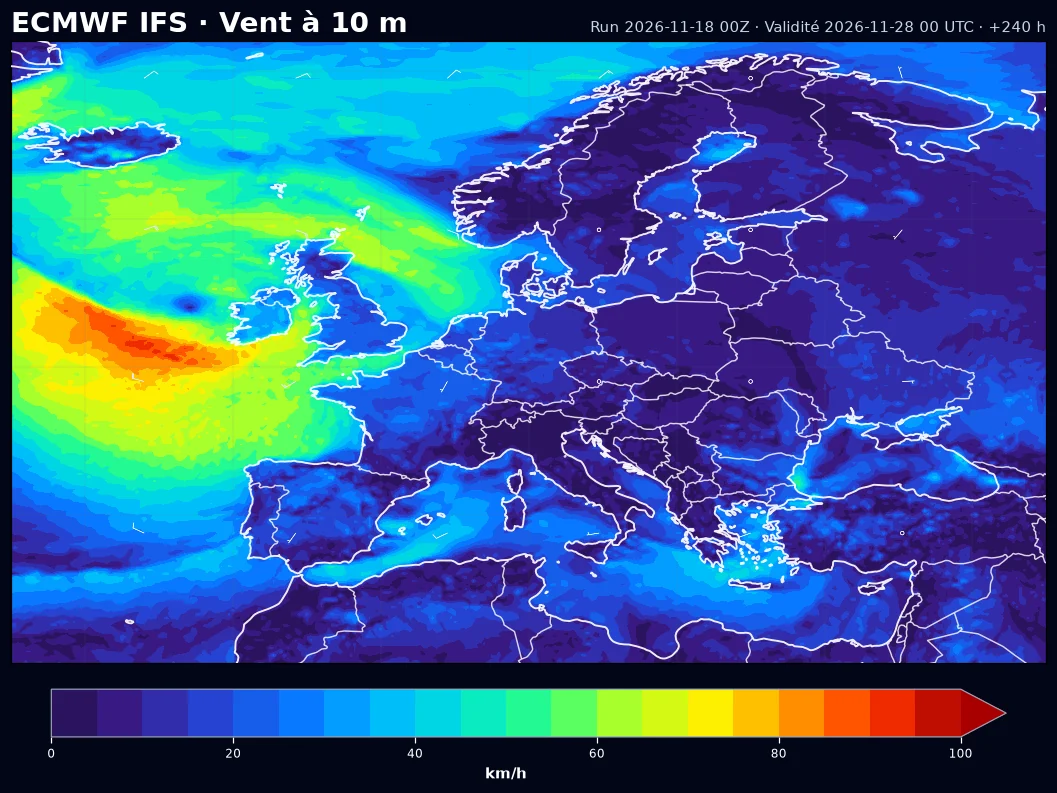 ECMWF IFS · Vent à 10 m
Run 2026-11-18 00Z · Validité 2026-11-28 00 UTC · +240 h
0 20 40 60 80 100
km/h